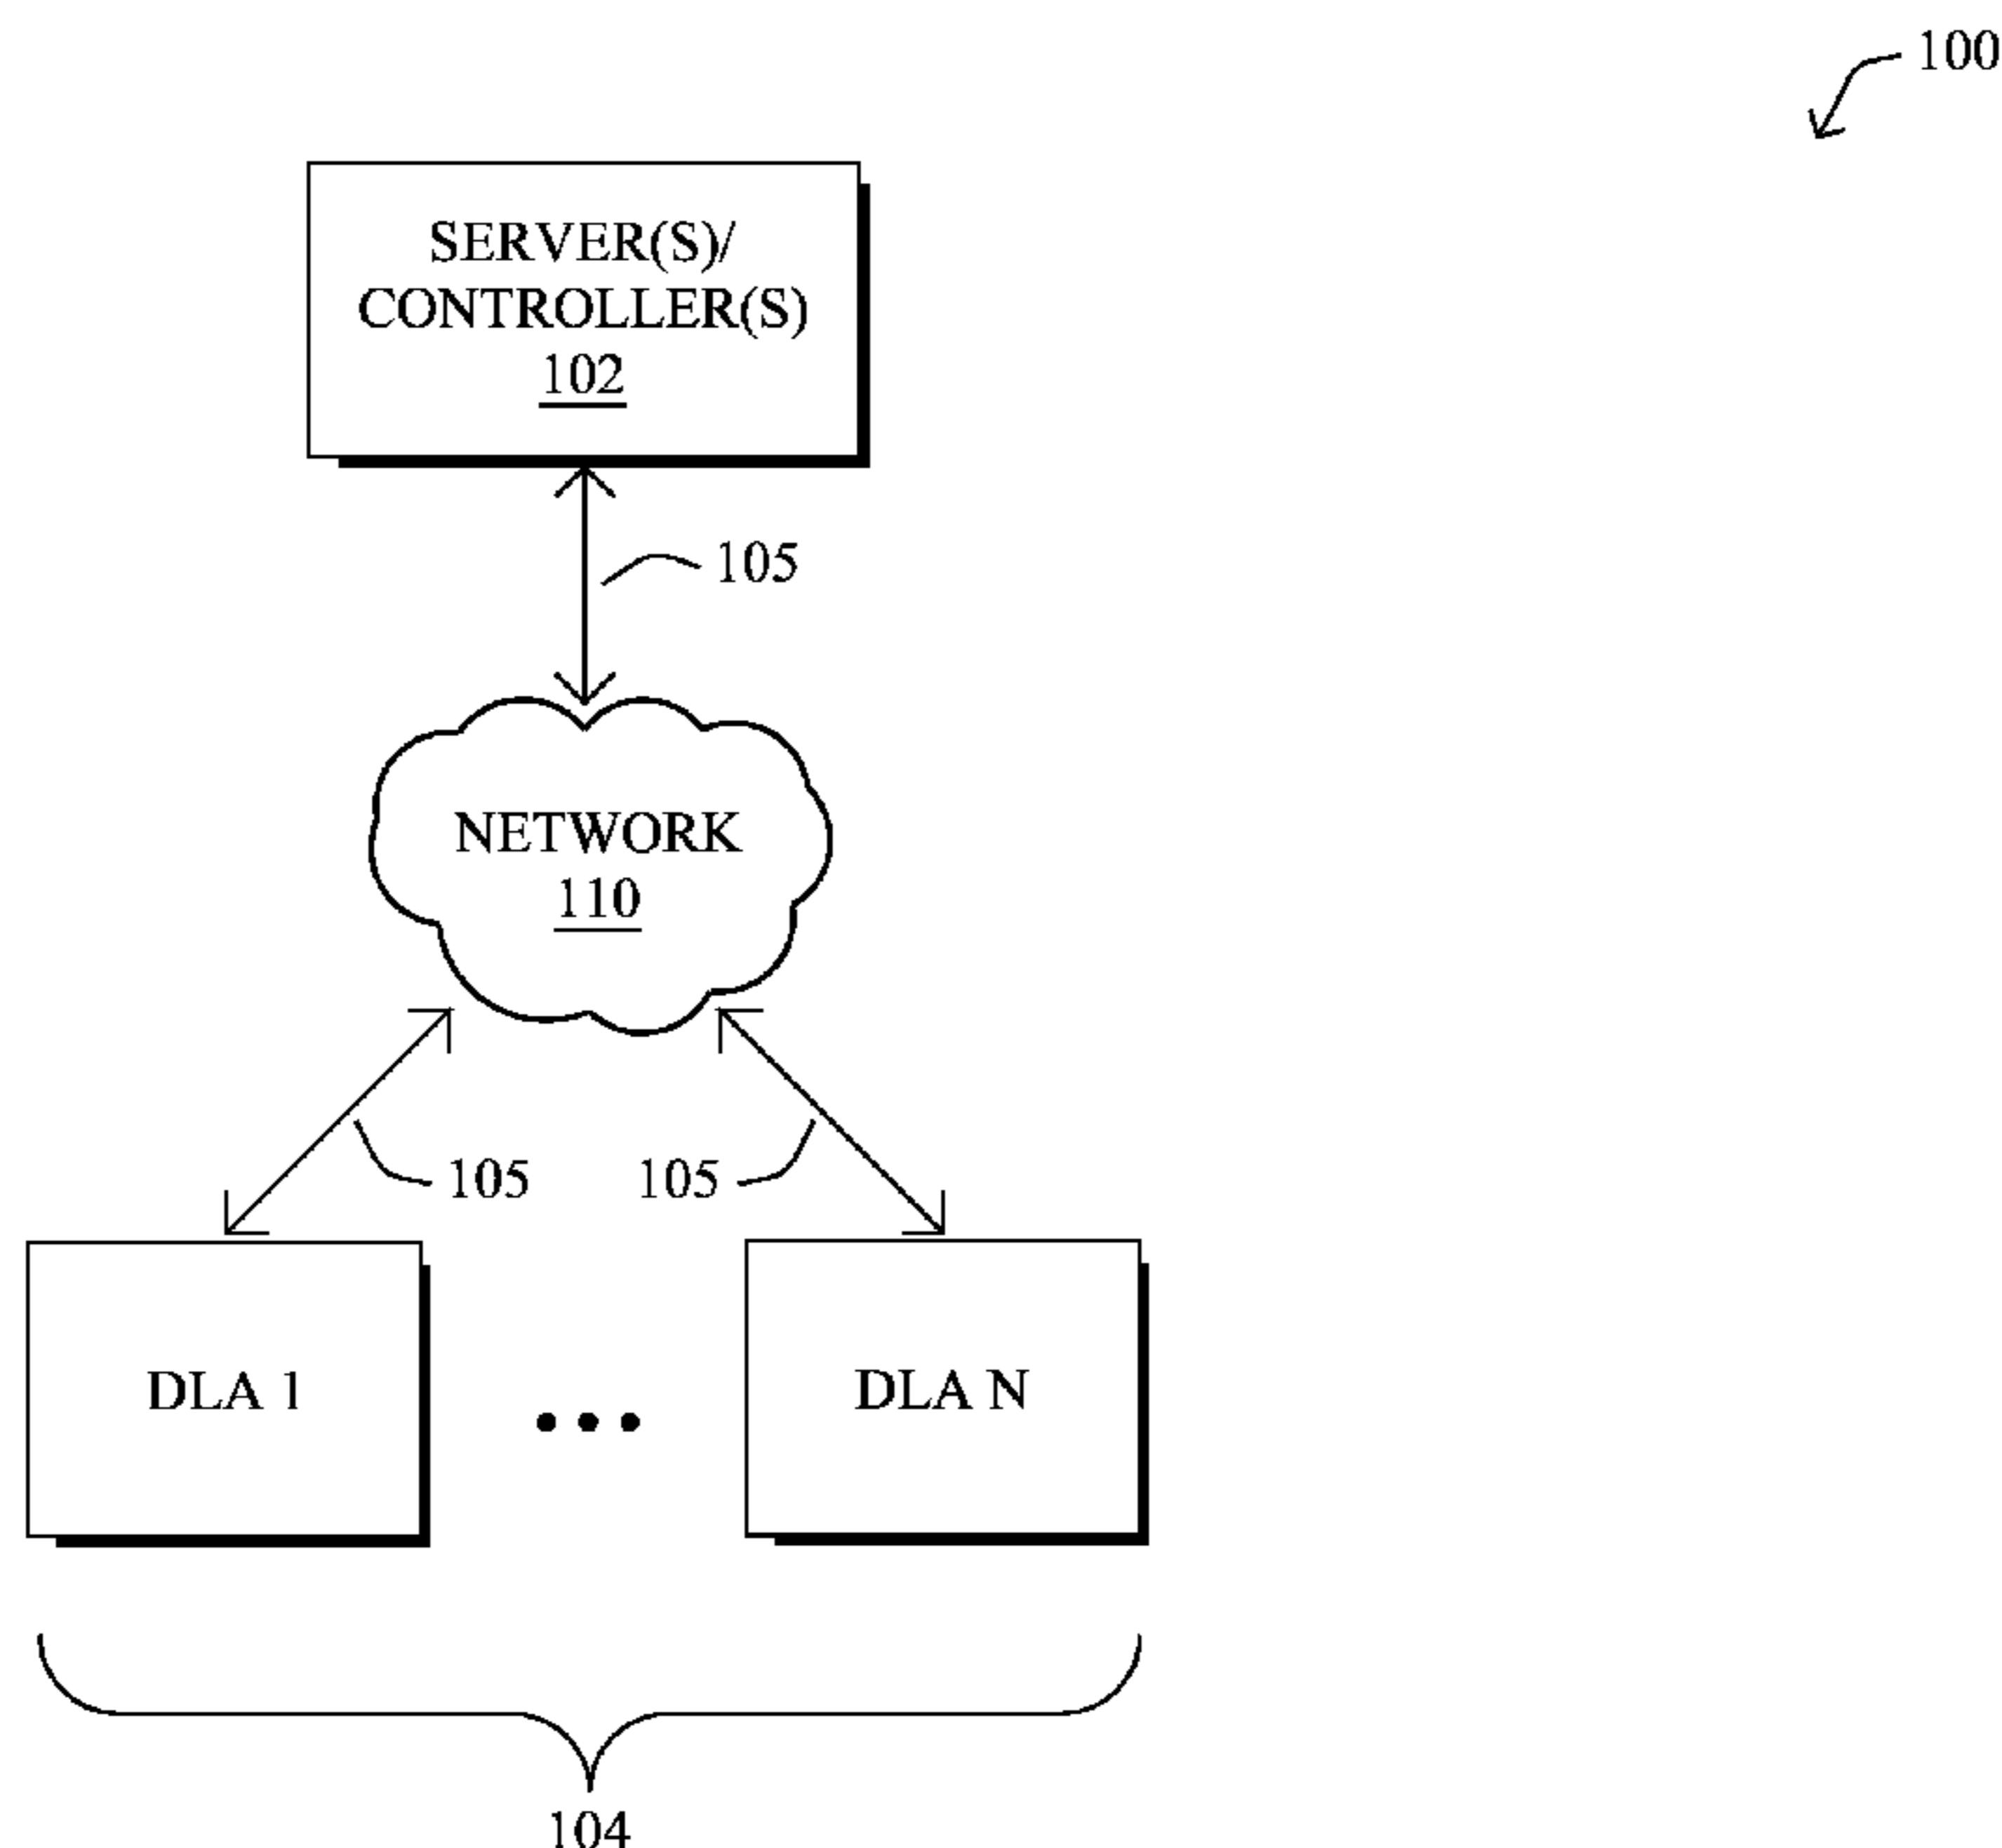 100
SERVER(S)/
CONTROLLER(S)
102
105
NETWORK
110
105
105
DLA 1
DLA N
104